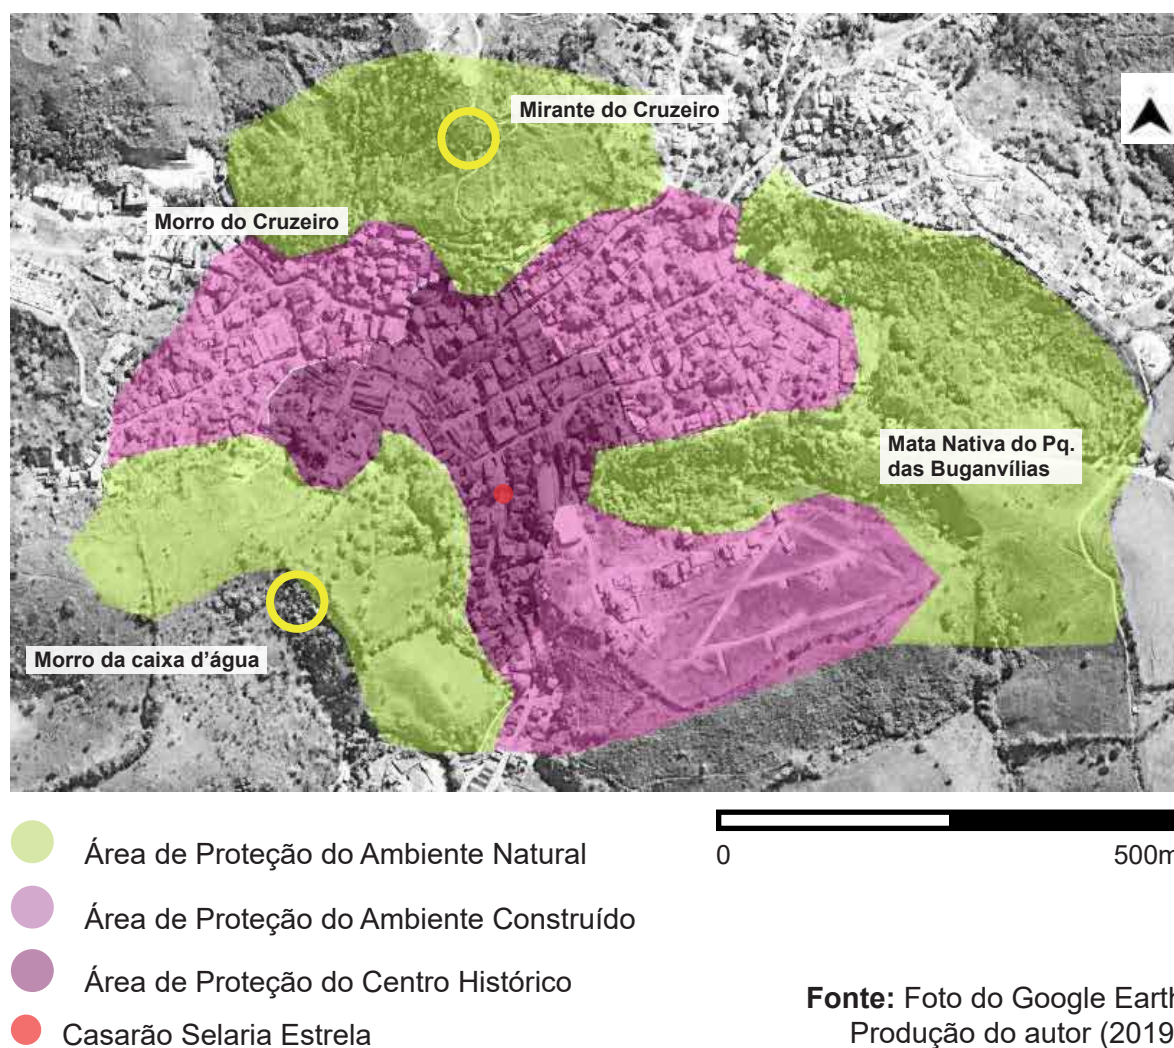 Mirante do Cruzeiro
Morro do Cruzeiro
Mata Nativa do Pq.
das Buganvílias
Morro da caixa d'água
0
500m
Área de Proteção do Ambiente Natural
Área de Proteção do Ambiente Construído
Área de Proteção do Centro Histórico
Casarão Selaria Estrela
Fonte: Foto do Google Earth
Produção do autor (2019